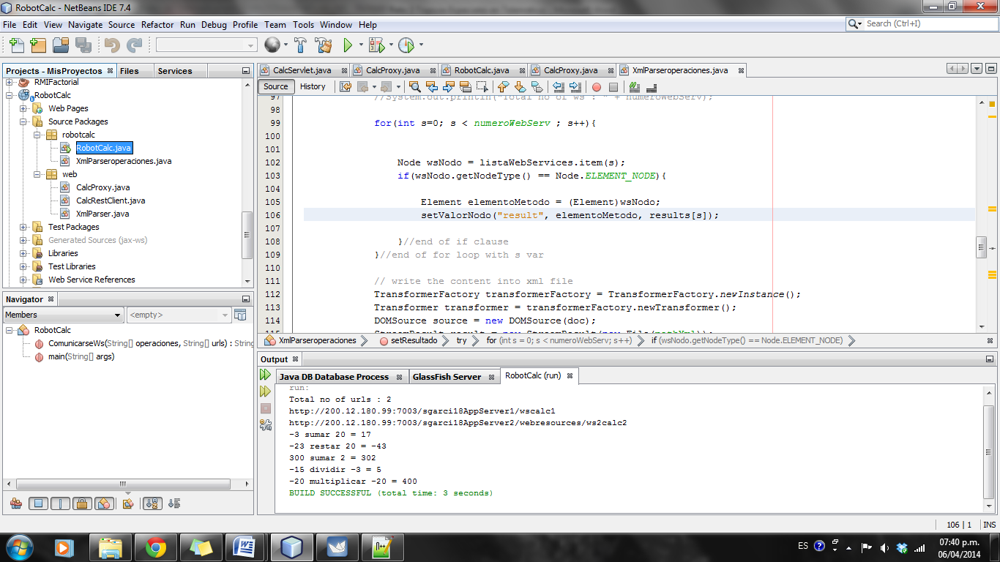 RobotCalc - NetBeans IDE 7.4
File Edit View Navigate Source Refactor Run Debug Profile Team Tools Window Help
Search (Ctrl+I)
Projects - MisProyectos
Files
Services
RMIFactorial
RobotCalc
Web Pages
Source Packages
robotcalc
RobotCalc.java
XmlParseroperaciones.java
web
CalcProxy.java
CalcRestClient.java
XmlParser.java
Test Packages
Generated Sources (jax-ws)
Libraries
Test Libraries
Web Service References
Navigator
Members
<empty>
RobotCalc
ComunicarseWs(String[] operaciones, String[] urls) : String
main(String[] args)
CalcServlet.java
CalcProxy.java
RobotCalc.java
CalcProxy.java
XmlParseroperaciones.java
Source
History
97 //System.out.println("Total no of ws : " + numeroWebServ);
98
99 for(int s=0; s < numeroWebServ ; s++){
100
101
102 Node wsNodo = listaWebServices.item(s);
103 if(wsNodo.getNodeType() == Node.ELEMENT_NODE){
104
105 Element elementoMetodo = (Element)wsNodo;
106 setValorNodo("result", elementoMetodo, results[s]);
107
108 }//end of if clause
109 }//end of for loop with s var
110
111 // write the content into xml file
112 TransformerFactory transformerFactory = TransformerFactory.newInstance();
113 Transformer transformer = transformerFactory.newTransformer();
114 DOMSource source = new DOMSource(doc);
StreamResult result = new StreamResult(new File(pathXml));
XmlParseroperaciones
setResultado
try
for (int s = 0; s < numeroWebServ; s++)
if (wsNodo.getNodeType() == Node.ELEMENT_NODE)
Output
Java DB Database Process
GlassFish Server
RobotCalc (run)
run:
Total no of urls : 2
http://200.12.180.99:7003/sgarci18AppServer1/wscalc1
http://200.12.180.99:7003/sgarci18AppServer2/webresources/ws2calc2
-3 sumar 20 = 17
-23 restar 20 = -43
300 sumar 2 = 302
-15 dividir -3 = 5
-20 multiplicar -20 = 400
BUILD SUCCESSFUL (total time: 3 seconds)
106 | 1
INS
ES
07:40 p.m.
06/04/2014